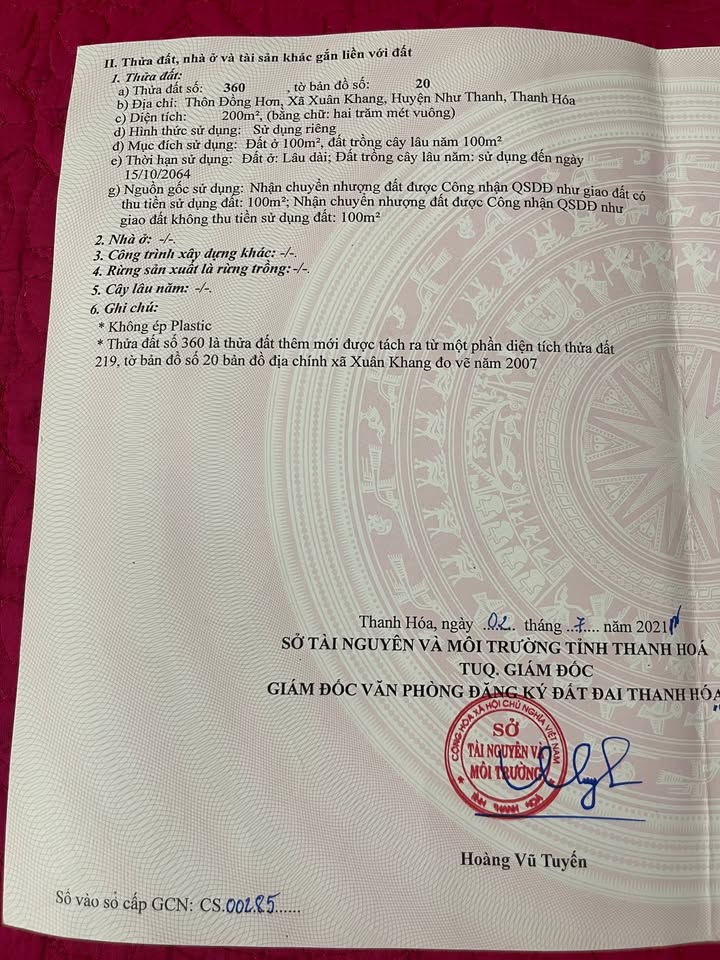 II. Thửa đất, nhà ở và tài sản khác gắn liền với đất
1. Thửa đất:
a) Thửa đất số: 360 , tờ bản đồ số: 20
b) Địa chỉ: Thôn Đồng Hơn, Xã Xuân Khang, Huyện Như Thanh, Thanh Hóa
c) Diện tích: 200m², (bằng chữ: hai trăm mét vuông)
d) Hình thức sử dụng: Sử dụng riêng
đ) Mục đích sử dụng: Đất ở 100m², đất trồng cây lâu năm 100m²
e) Thời hạn sử dụng: Đất ở: Lâu dài; Đất trồng cây lâu năm: sử dụng đến ngày
15/10/2064
g) Nguồn gốc sử dụng: Nhận chuyển nhượng đất được Công nhận QSDĐ như giao đất có
thu tiền sử dụng đất: 100m²; Nhận chuyển nhượng đất được Công nhận QSDĐ như
giao đất không thu tiền sử dụng đất: 100m²
2. Nhà ở: -/-.
3. Công trình xây dựng khác: -/-.
4. Rừng sản xuất là rừng trồng: -/-.
5. Cây lâu năm: -/-.
6. Ghi chú:
* Không ép Plastic
* Thửa đất số 360 là thửa đất thêm mới được tách ra từ một phần diện tích thửa đất
219, tờ bản đồ số 20 bản đồ địa chính xã Xuân Khang đo vẽ năm 2007
Thanh Hóa, ngày 02 tháng 7 năm 2021
SỞ TÀI NGUYÊN VÀ MÔI TRƯỜNG TỈNH THANH HOÁ
TUQ. GIÁM ĐỐC
GIÁM ĐỐC VĂN PHÒNG ĐĂNG KÝ ĐẤT ĐAI THANH HÓA
CỘNG HÒA XÃ HỘI CHỦ NGHĨA VIỆT NAM
SỞ
TÀI NGUYÊN VÀ
MÔI TRƯỜNG
TỈNH THANH HOÁ
Hoàng Vũ Tuyến
Số vào sổ cấp GCN: CS.00285......